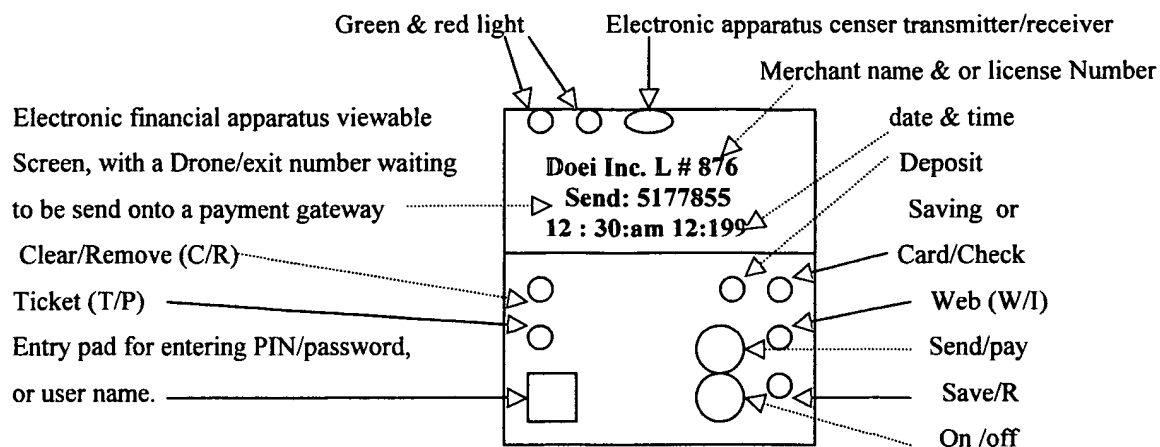 Green & red light
Electronic apparatus censer transmitter/receiver
Merchant name & or license Number
Electronic financial apparatus viewable
Screen, with a Drone/exit number waiting
to be send onto a payment gateway
date & time
Deposit
Saving or
Card/Check
Doei Inc. L # 876
Send: 5177855
12 : 30:am 12:199
Clear/Remove (C/R)
Ticket (T/P)
Entry pad for entering PIN/password,
or user name.
Web (W/I)
Send/pay
Save/R
On /off